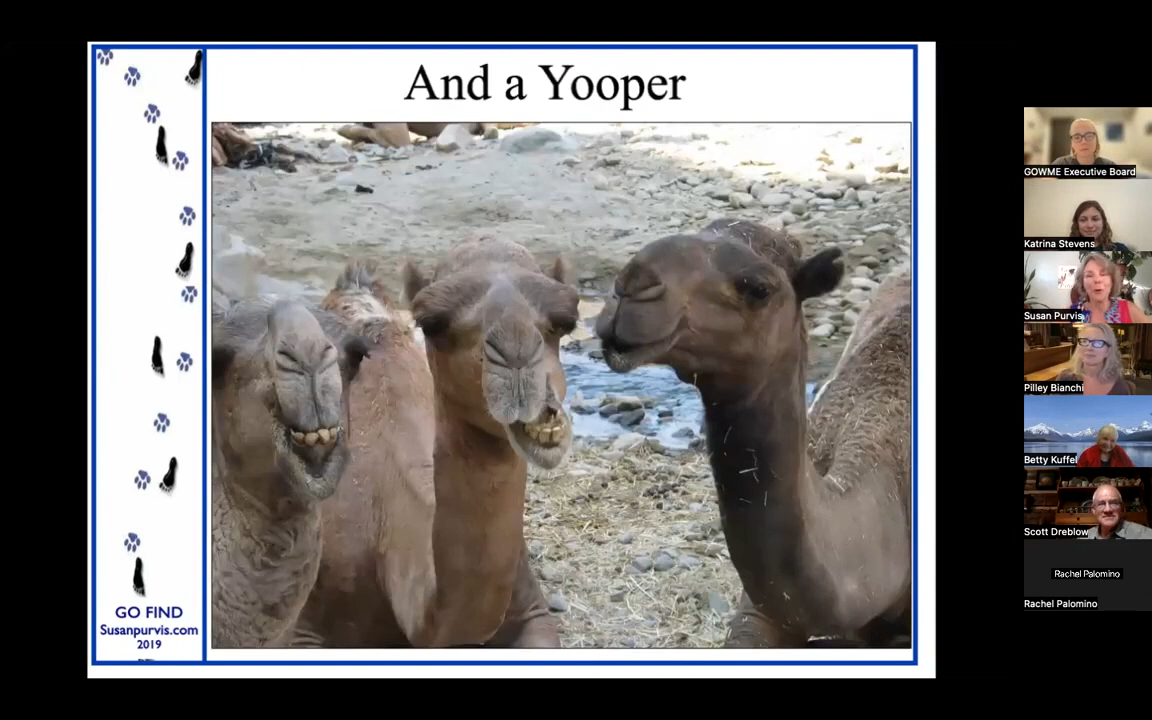 And a Yooper
GO FIND
Susanpurvis.com
2019
GOWME Executive Board
Katrina Stevens
Susan Purvis
Pilley Bianchi
Betty Kuffel
Scott Dreblow
Rachel Palomino
Rachel Palomino